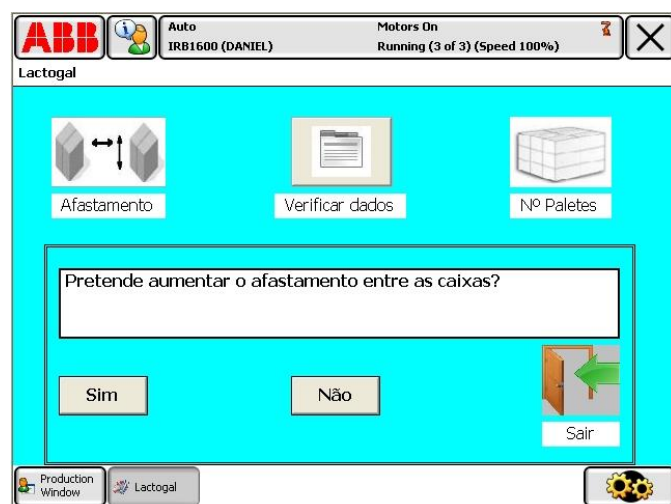 ABB
Auto
IRB1600 (DANIEL)
Motors On
Running (3 of 3) (Speed 100%)
Lactogal
Afastamento
Verificar dados
Nº Paletes
Pretende aumentar o afastamento entre as caixas?
Sim
Não
Sair
Production
Window
Lactogal